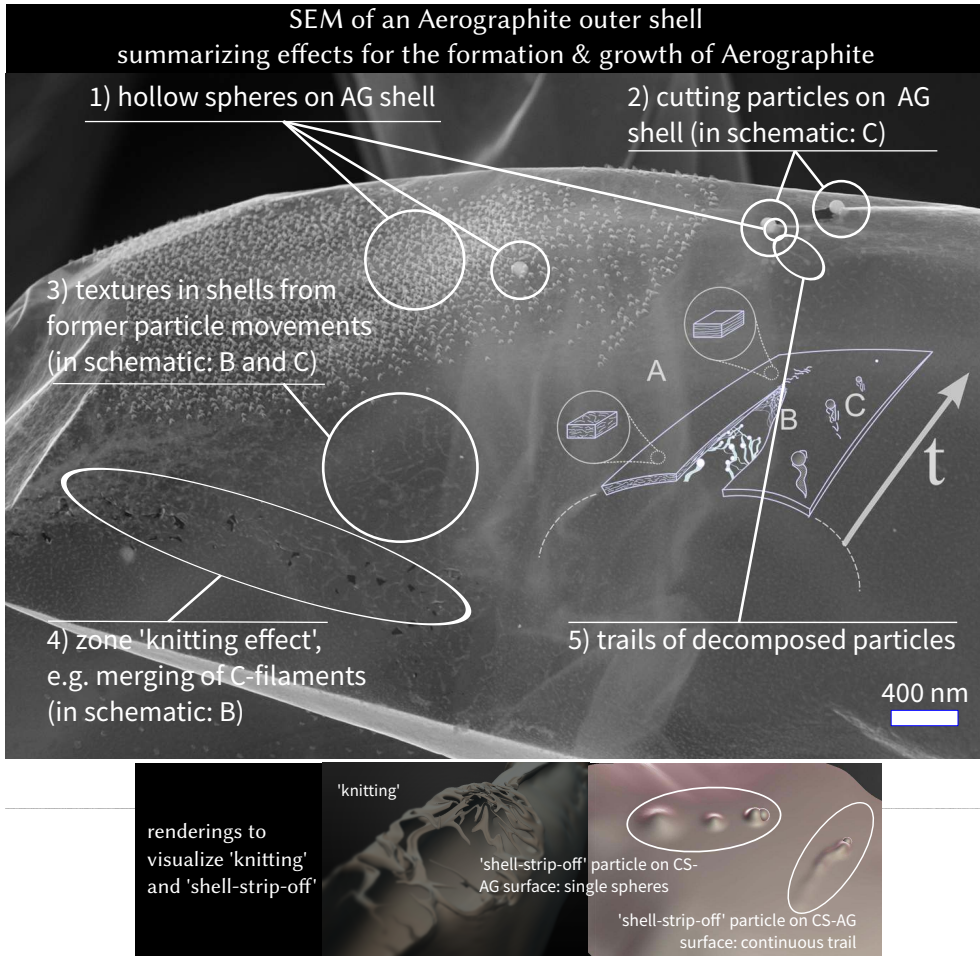 SEM of an Aerographite outer shell
summarizing effects for the formation & growth of Aerographite
1) hollow spheres on AG shell
2) cutting particles on AG
shell (in schematic: C)
3) textures in shells from
former particle movements
(in schematic: B and C)
A
B
C
t
4) zone 'knitting effect',
e.g. merging of C-filaments
(in schematic: B)
5) trails of decomposed particles
400 nm
renderings to
visualize 'knitting'
and 'shell-strip-off'
'knitting'
'shell-strip-off' particle on CS-
AG surface: single spheres
'shell-strip-off' particle on CS-AG
surface: continuous trail